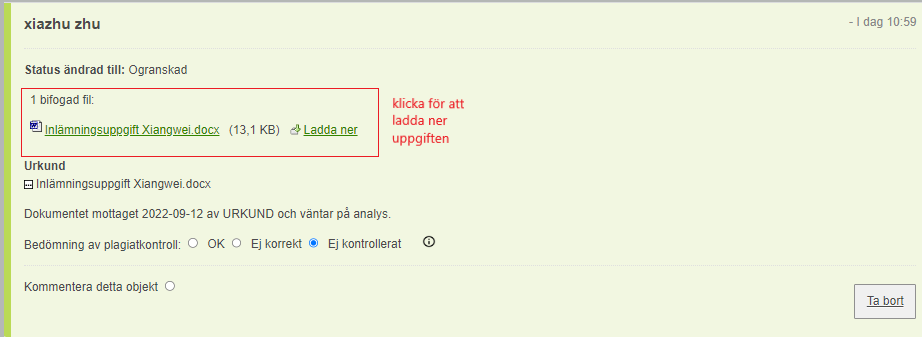 xiazhu zhu
- I dag 10:59
Status ändrad till: Ogranskad
1 bifogad fil:
Inlämningsuppgift Xiangwei.docx (13,1 KB) Ladda ner
klicka för att
ladda ner
uppgiften
Urkund
Inlämningsuppgift Xiangwei.docx
Dokumentet mottaget 2022-09-12 av URKUND och väntar på analys.
Bedömning av plagiatkontroll: OK Ej korrekt Ej kontrollerat
Kommentera detta objekt
Ta bort